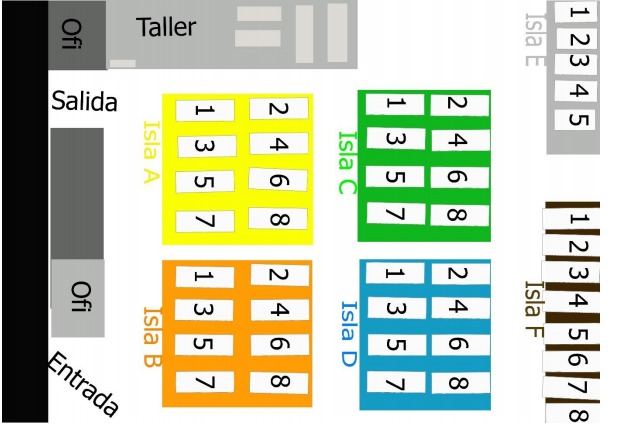 Ofi
Taller
Salida
Ofi
Entrada
Isla A
1 2
3 4
5 6
7 8
Isla C
1 2
3 4
5 6
7 8
Isla E
1
2
3
4
5
Isla B
1 2
3 4
5 6
7 8
Isla D
1 2
3 4
5 6
7 8
Isla F
1
2
3
4
5
6
7
8